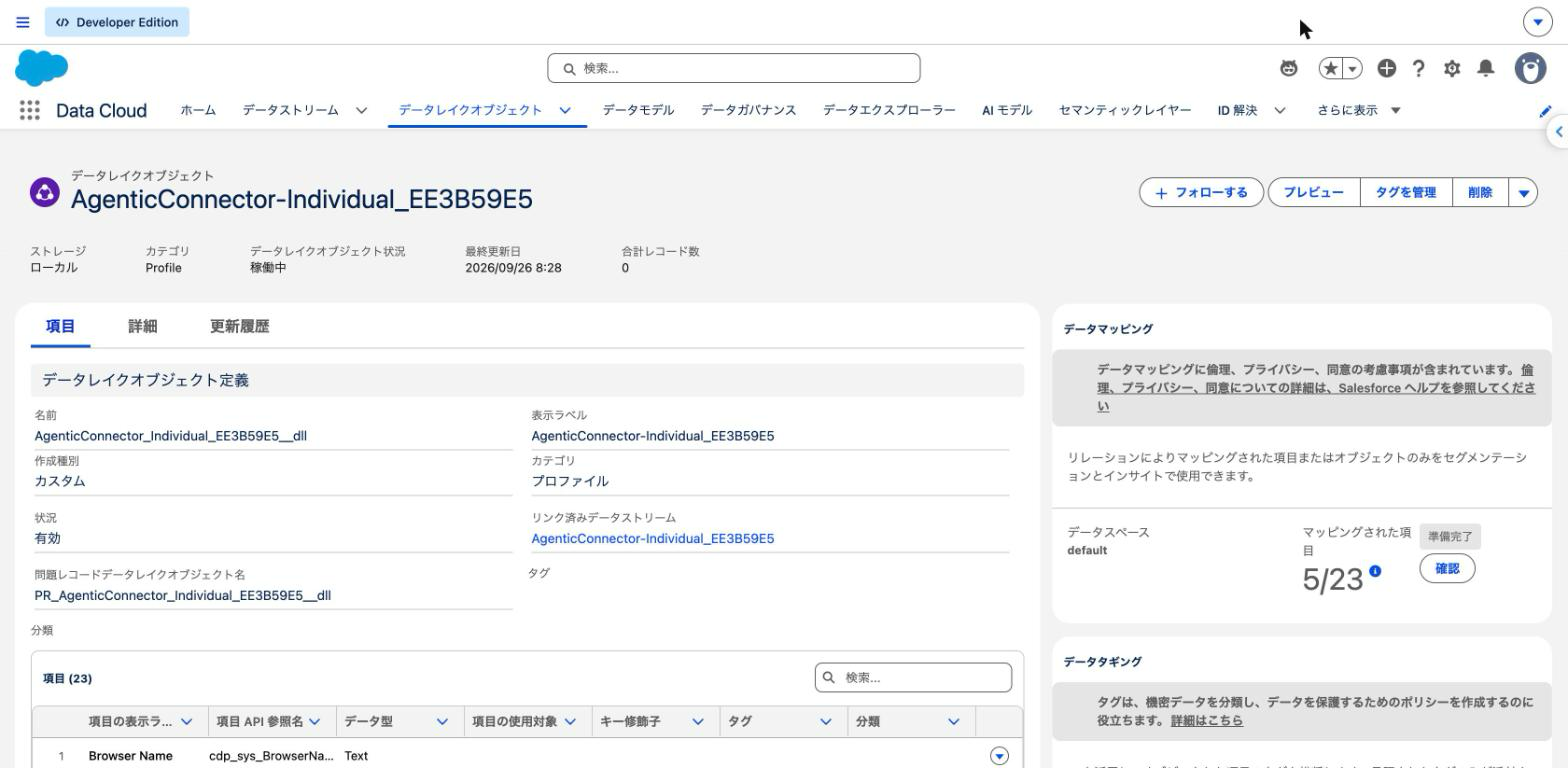 Developer Edition
検索...
Data Cloud
ホーム
データストリーム
データレイクオブジェクト
データモデル
データガバナンス
データエクスプローラー
AI モデル
セマンティックレイヤー
ID 解決
さらに表示
データレイクオブジェクト
AgenticConnector-Individual_EE3B59E5
フォローする
プレビュー
タグを管理
削除
ストレージ
ローカル
カテゴリ
Profile
データレイクオブジェクト状況
稼働中
最終更新日
2026/09/26 8:28
合計レコード数
0
項目
詳細
更新履歴
データレイクオブジェクト定義
名前
AgenticConnector_Individual_EE3B59E5__dll
表示ラベル
AgenticConnector-Individual_EE3B59E5
作成種別
カスタム
カテゴリ
プロファイル
状況
有効
リンク済みデータストリーム
AgenticConnector-Individual_EE3B59E5
問題レコードデータレイクオブジェクト名
PR_AgenticConnector_Individual_EE3B59E5__dll
タグ
分類
項目 (23)
検索...
項目の表示ラ...
項目 API 参照名
データ型
項目の使用対象
キー修飾子
タグ
分類
1
Browser Name
cdp_sys_BrowserNa...
Text
データマッピング
データマッピングに倫理、プライバシー、同意の考慮事項が含まれています。倫
理、プライバシー、同意についての詳細は、Salesforce ヘルプを参照してくださ
い
リレーションによりマッピングされた項目またはオブジェクトのみをセグメンテーシ
ョンとインサイトで使用できます。
データスペース
default
マッピングされた項
目
5/23
準備完了
確認
データタギング
タグは、機密データを分類し、データを保護するためのポリシーを作成するのに
役立ちます。詳細はこちら